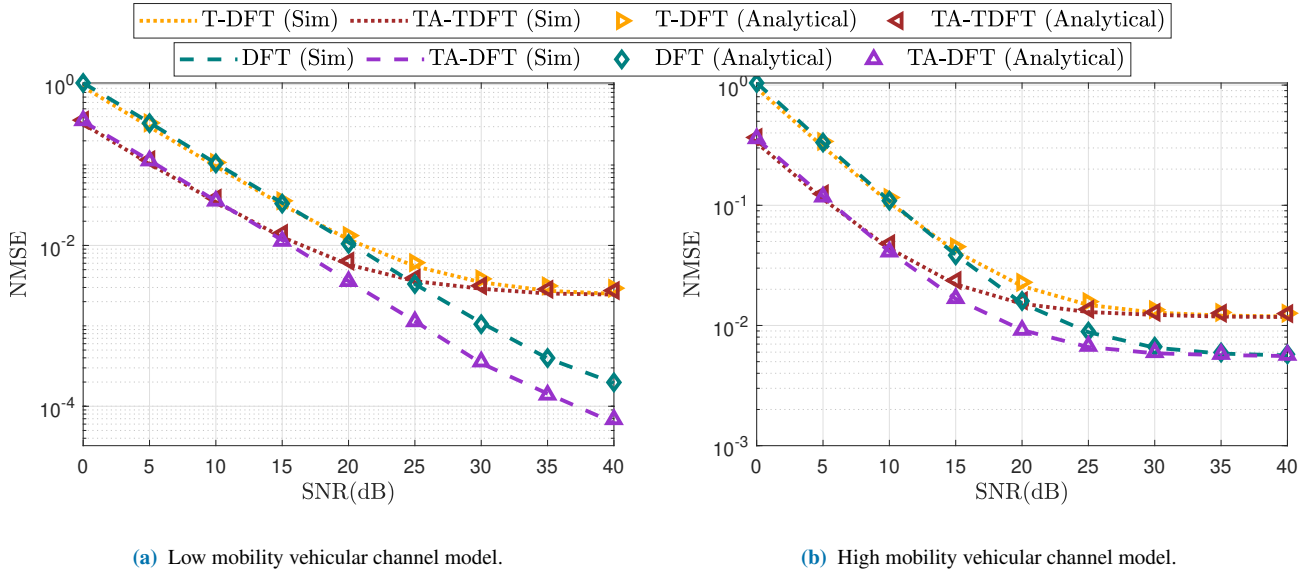 T-DFT (Sim) TA-TDFT (Sim) T-DFT (Analytical) TA-TDFT (Analytical)
DFT (Sim) TA-DFT (Sim) DFT (Analytical) TA-DFT (Analytical)
NMSE
10^0
10^-2
10^-4
0 5 10 15 20 25 30 35 40
SNR(dB)
(a) Low mobility vehicular channel model.
NMSE
10^0
10^-1
10^-2
10^-3
0 5 10 15 20 25 30 35 40
SNR(dB)
(b) High mobility vehicular channel model.